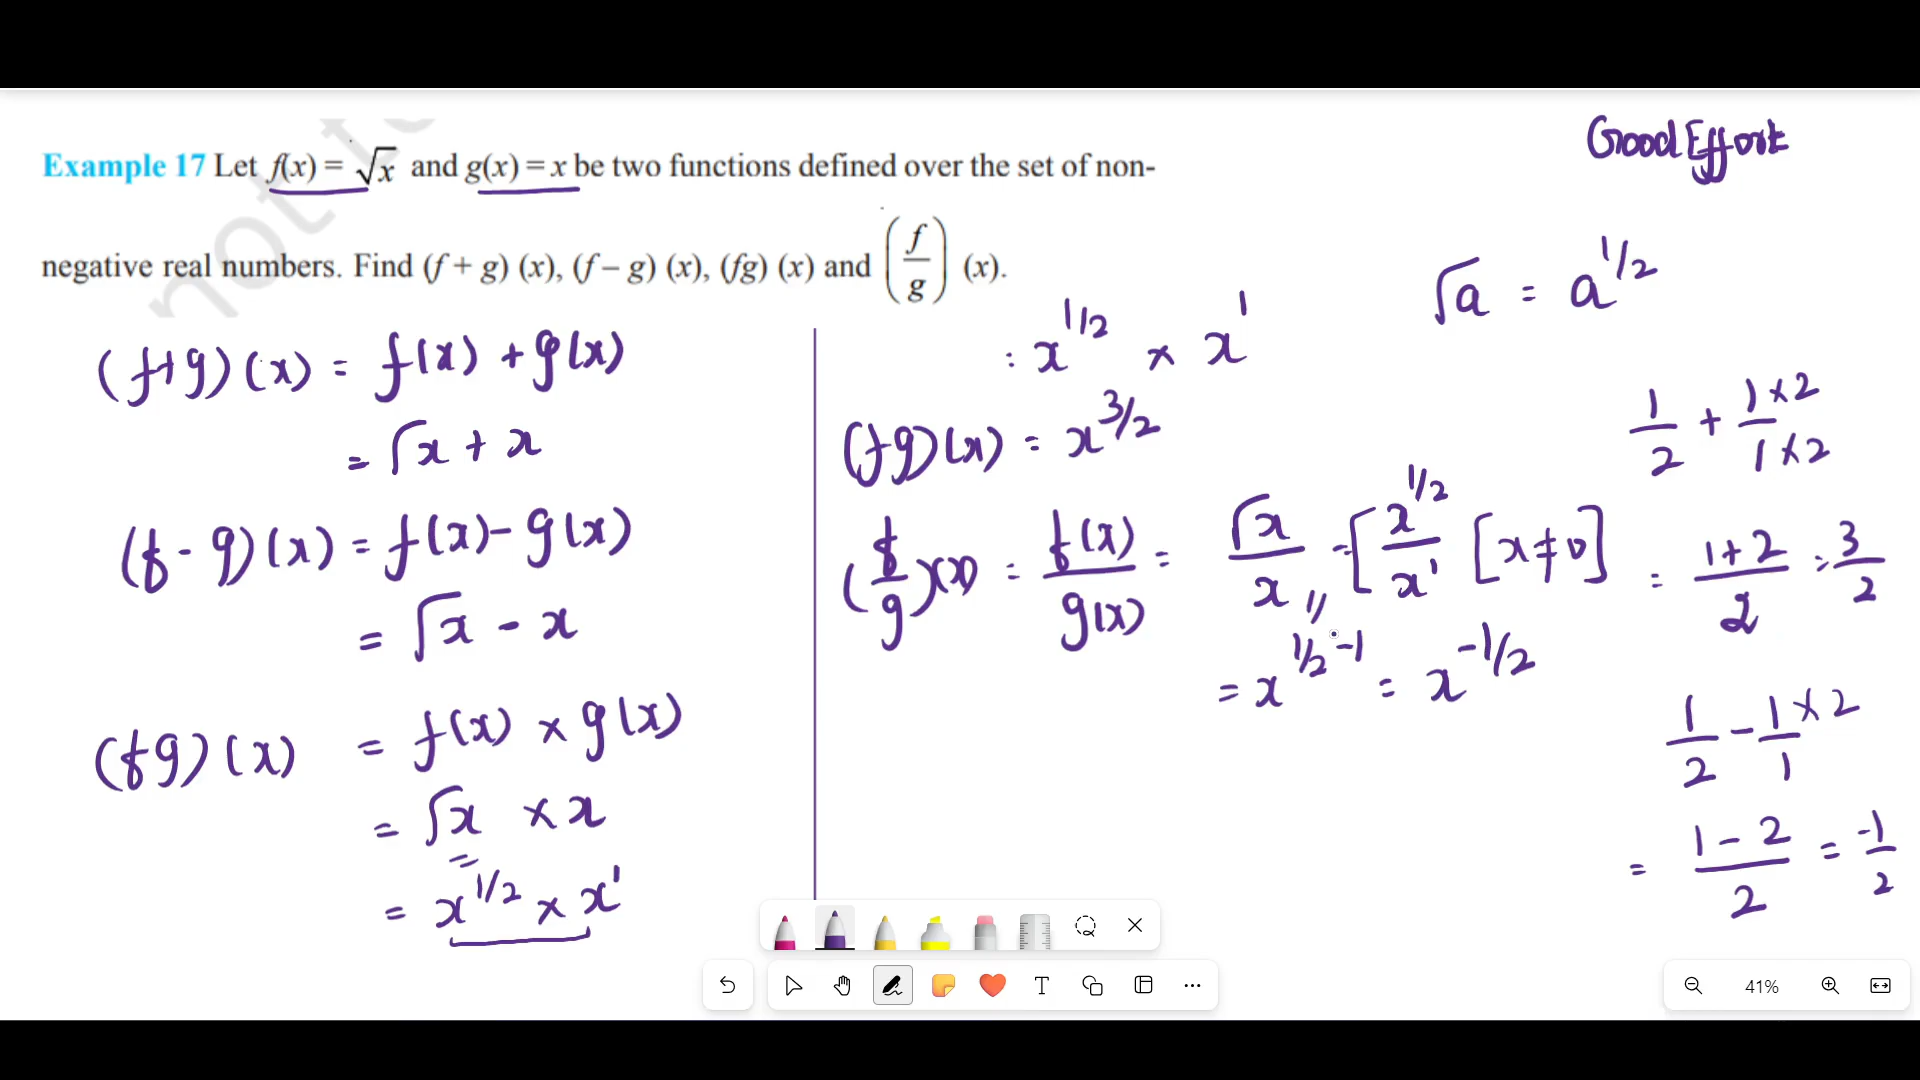 Good Effort
Example 17 Let f(x) = √x and g(x) = x be two functions defined over the set of non-
negative real numbers. Find (f + g) (x), (f – g) (x), (fg) (x) and (f/g) (x).
(f+g)(x) = f(x) + g(x)
= √x + x
(f - g)(x) = f(x) - g(x)
= √x - x
(fg)(x) = f(x) × g(x)
= √x × x
= x^1/2 × x^1
: x^1/2 × x^1
(fg)(x) = x^3/2
(f/g)(x) = f(x)/g(x) = √x/x = [x^1/2/x^1 [x≠0]
= x^1/2 -1 = x^-1/2
√a = a^1/2
1/2 + 1×2/1×2
= 1+2/2 = 3/2
1/2 - 1/1 ×2
= 1-2/2 = -1/2
not to
41%